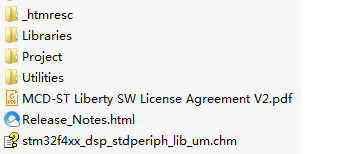 _htmresc
Libraries
Project
Utilities
MCD-ST Liberty SW License Agreement V2.pdf
Release_Notes.html
stm32f4xx_dsp_stdperiph_lib_um.chm